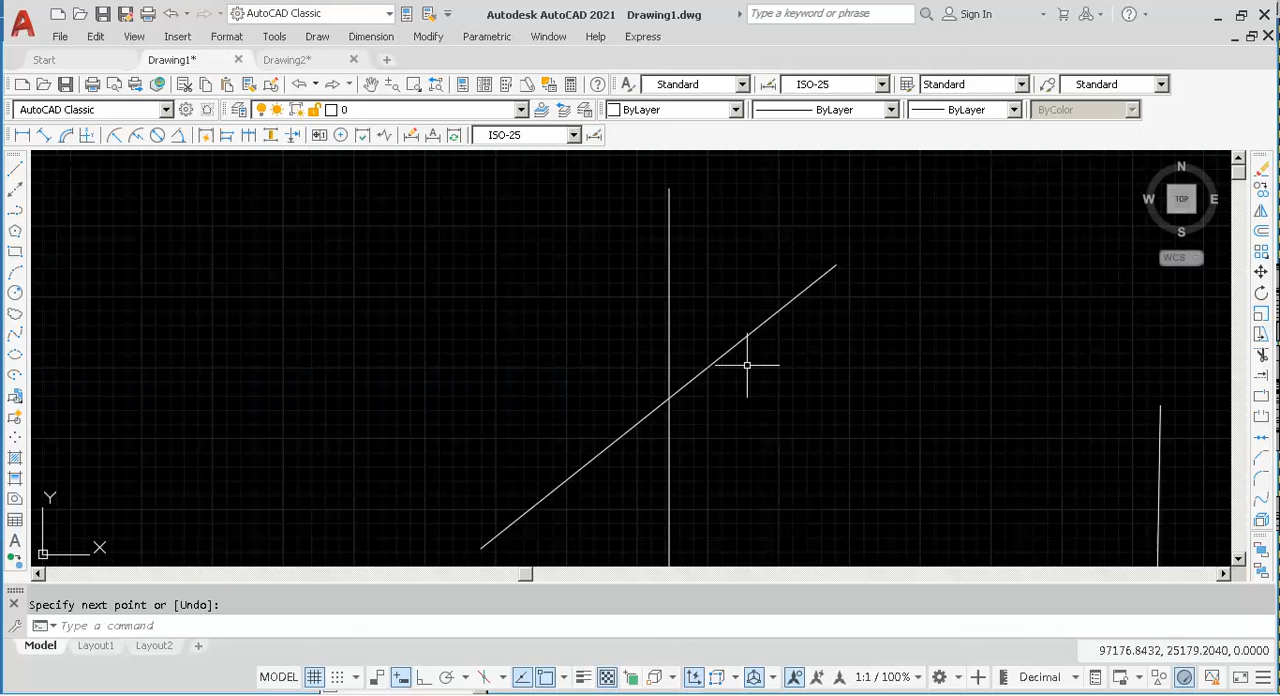 AutoCAD Classic Autodesk AutoCAD 2021 Drawing1.dwg Type a keyword or phrase Sign In
File Edit View Insert Format Tools Draw Dimension Modify Parametric Window Help Express
Start Drawing1* Drawing2*
Standard ISO-25 Standard Standard
AutoCAD Classic 0 ByLayer ByLayer ByLayer ByColor
ISO-25
N
W TOP E
S
WCS
Y
X
Specify next point or [Undo]:
Type a command
Model Layout1 Layout2
97176.8432, 25179.2040, 0.0000
MODEL 1:1 / 100% Decimal